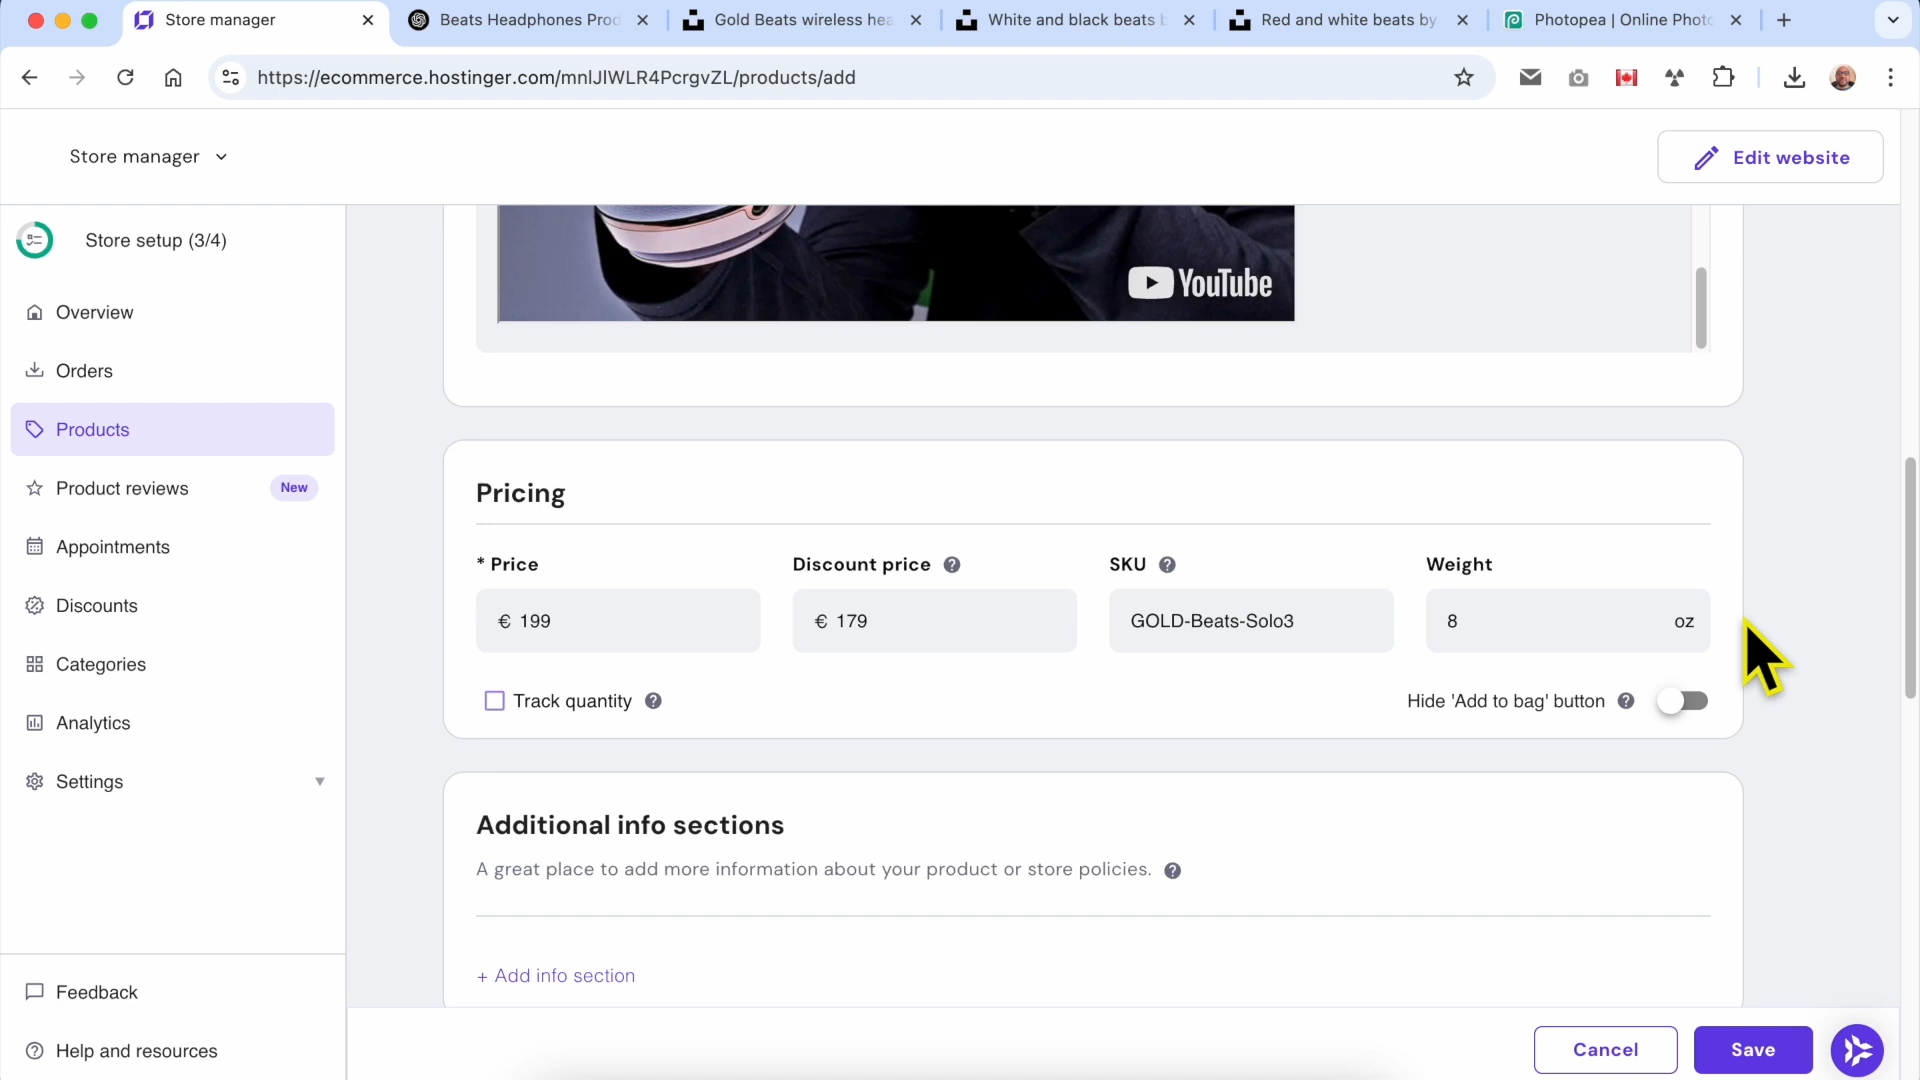 Store manager
Beats Headphones Prod
Gold Beats wireless hea
White and black beats b
Red and white beats by
Photopea | Online Photo
https://ecommerce.hostinger.com/mnlJlWLR4PcrgvZL/products/add
Store manager
Edit website
Store setup (3/4)
Overview
Orders
Products
Product reviews New
Appointments
Discounts
Categories
Analytics
Settings
Feedback
Help and resources
YouTube
Pricing
* Price
Discount price
SKU
Weight
€ 199
€ 179
GOLD-Beats-Solo3
8 oz
Track quantity
Hide 'Add to bag' button
Additional info sections
A great place to add more information about your product or store policies.
+ Add info section
Cancel
Save